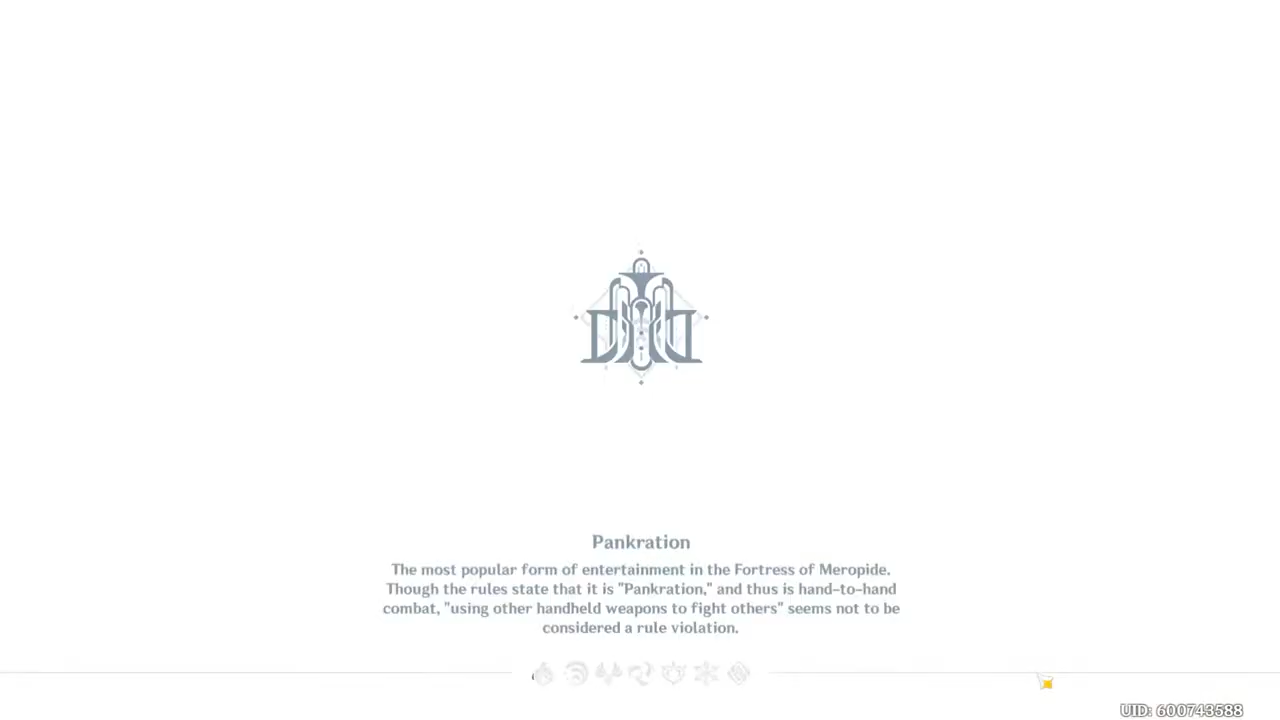 Pankration
The most popular form of entertainment in the Fortress of Meropide.
Though the rules state that it is "Pankration," and thus is hand-to-hand
combat, "using other handheld weapons to fight others" seems not to be
considered a rule violation.
UID: 600743588